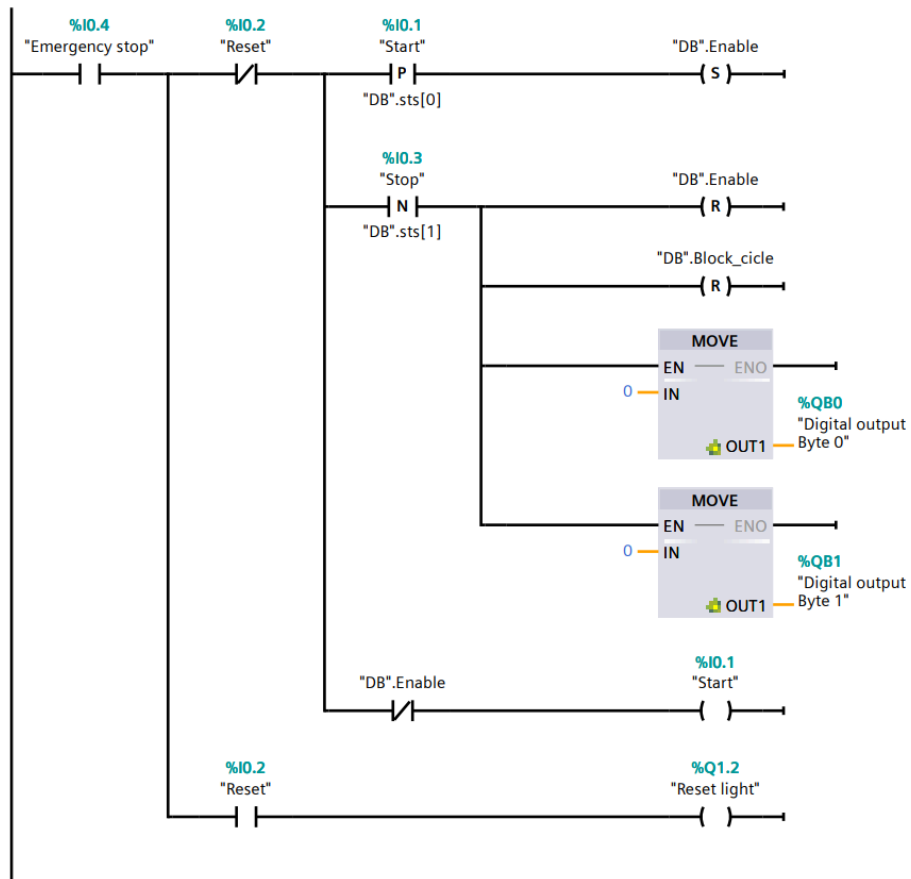 %I0.4
"Emergency stop"
%I0.2
"Reset"
%I0.1
"Start"
P
"DB".sts[0]
"DB".Enable
S
%I0.3
"Stop"
N
"DB".sts[1]
"DB".Enable
R
"DB".Block_cicle
R
MOVE
EN
ENO
0
IN
OUT1
%QB0
"Digital output
Byte 0"
MOVE
EN
ENO
0
IN
OUT1
%QB1
"Digital output
Byte 1"
"DB".Enable
%I0.1
"Start"
%I0.2
"Reset"
%Q1.2
"Reset light"